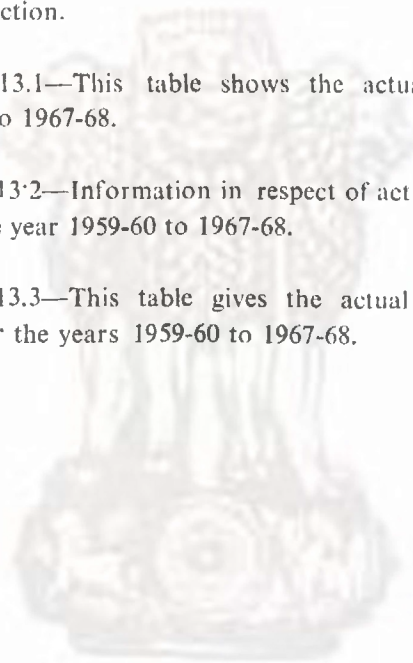 ction.
13.1—This table shows the actu
o 1967-68.
13·2—Information in respect of act
e year 1959-60 to 1967-68.
13.3—This table gives the actual
r the years 1959-60 to 1967-68.